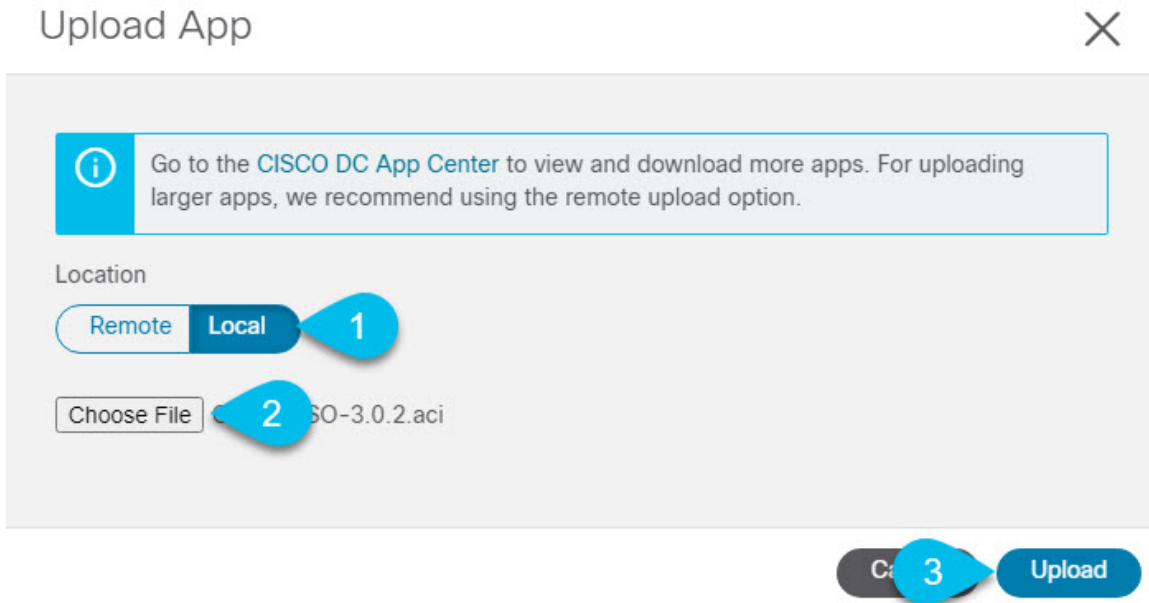 Upload App
Go to the CISCO DC App Center to view and download more apps. For uploading
larger apps, we recommend using the remote upload option.
Location
Remote Local 1
Choose File 2 SO-3.0.2.aci
3 Upload